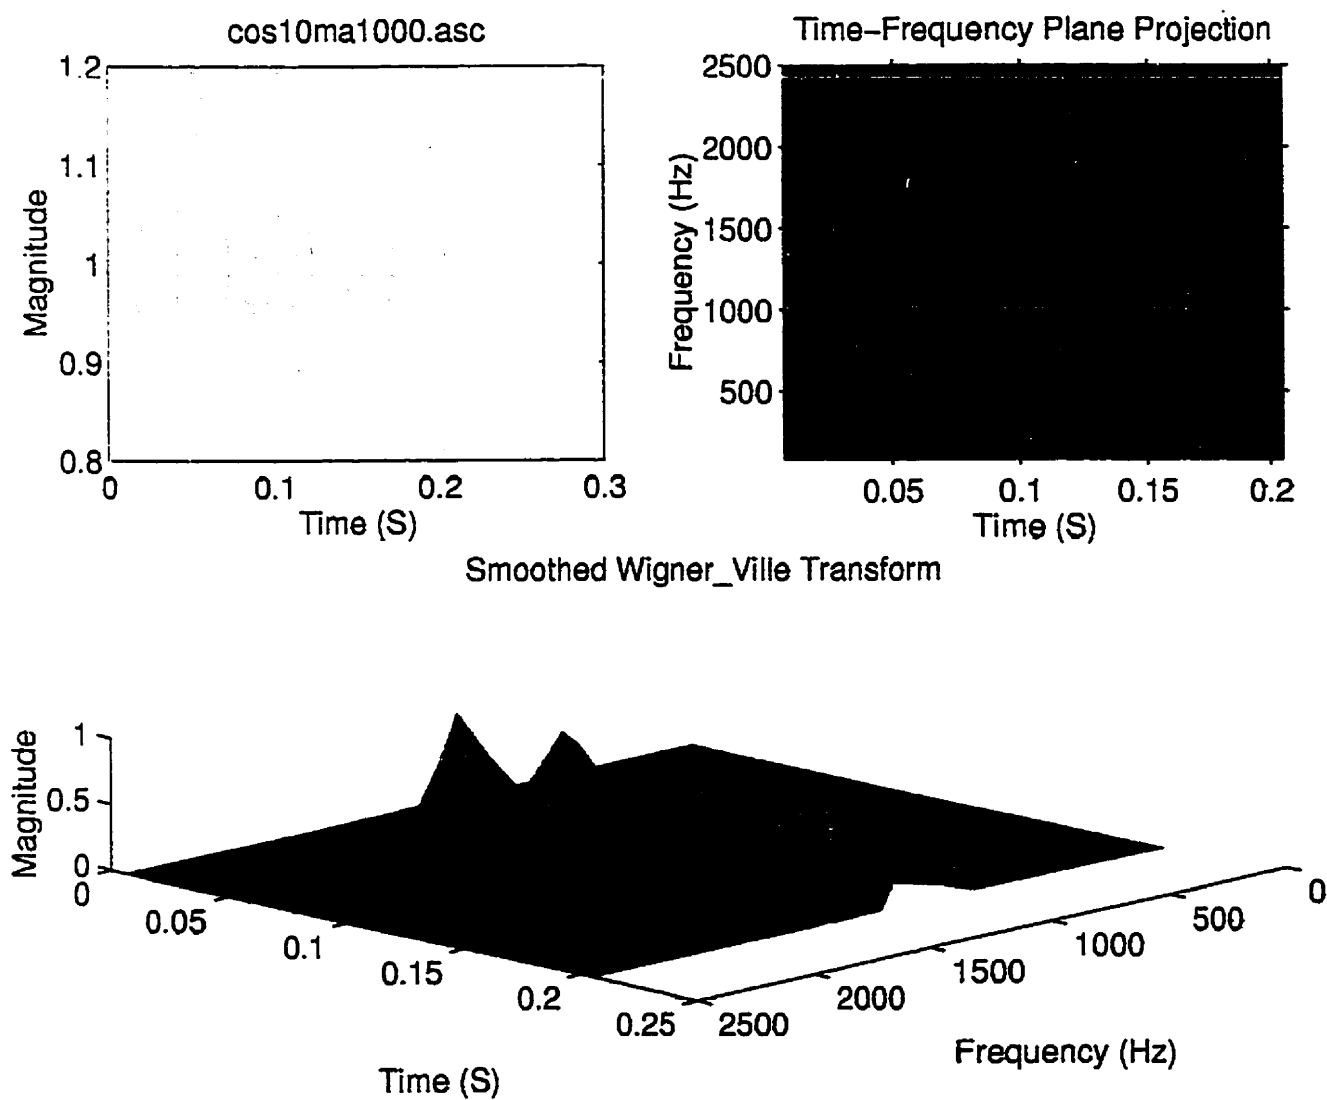 cos10ma1000.asc
1.2
1.1
1
0.9
0.8
Magnitude
0 0.1 0.2 0.3
Time (S)
Time-Frequency Plane Projection
2500
2000
1500
1000
500
Frequency (Hz)
0.05 0.1 0.15 0.2
Time (S)
Smoothed Wigner_Ville Transform
Magnitude
1
0.5
0
0 0.05 0.1 0.15 0.2 0.25
Time (S)
2500 2000 1500 1000 500 0
Frequency (Hz)